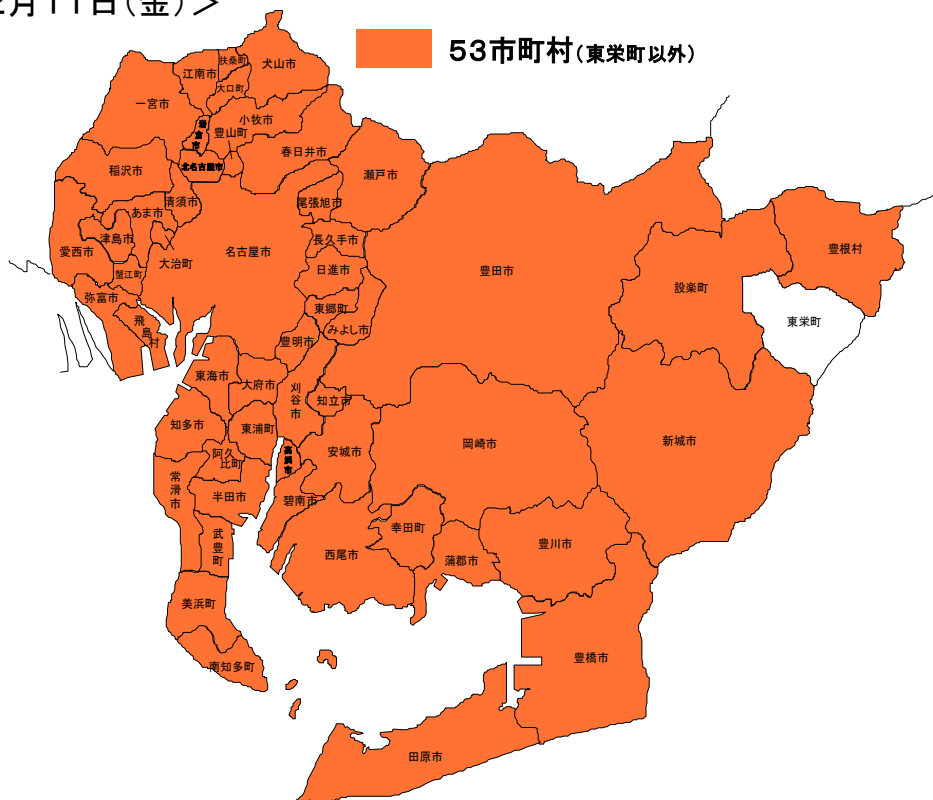 2月11日(金)>
53市町村(東栄町以外)
扶桑町
犬山市
江南市
大口町
一宮市
岩倉市
小牧市
豊山町
春日井市
北名古屋市
稲沢市
瀬戸市
清須市
尾張旭市
あま市
津島市
長久手市
愛西市
大治町
名古屋市
豊根村
蟹江町
日進市
豊田市
設楽町
弥富市
東郷町
飛島村
みよし市
東栄町
豊明市
東海市
大府市
刈谷市
知立市
知多市
東浦町
岡崎市
新城市
阿久比町
高浜市
安城市
常滑市
半田市
碧南市
武豊町
幸田町
豊川市
西尾市
蒲郡市
美浜町
豊橋市
南知多町
田原市